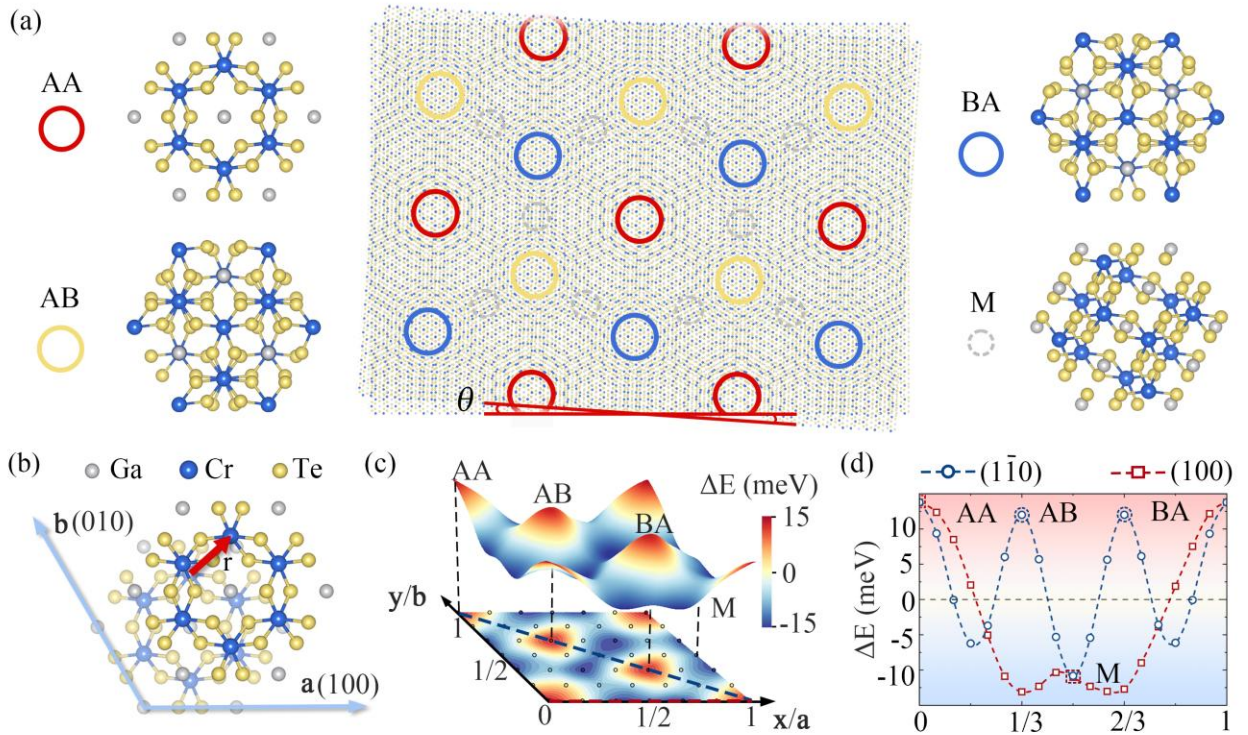 (a)
AA
AB
θ
BA
M
(b)
Ga
Cr
Te
b(010)
r
a(100)
(c)
AA
AB
BA
M
ΔE (meV)
15
0
-15
y/b
1
1/2
0
1/2
1
x/a
(d)
(11̄0)
(100)
AA
AB
BA
M
ΔE (meV)
10
5
0
-5
-10
0
1/3
2/3
1